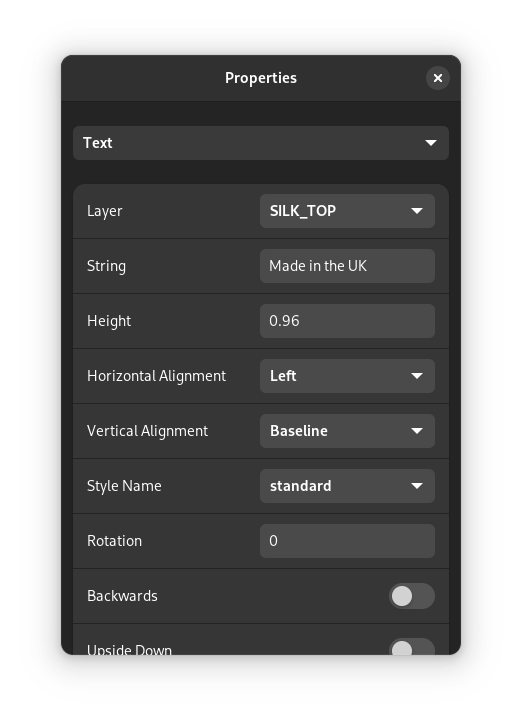 Properties
Text
Layer
SILK_TOP
String
Made in the UK
Height
0.96
Horizontal Alignment
Left
Vertical Alignment
Baseline
Style Name
standard
Rotation
0
Backwards
Upside Down